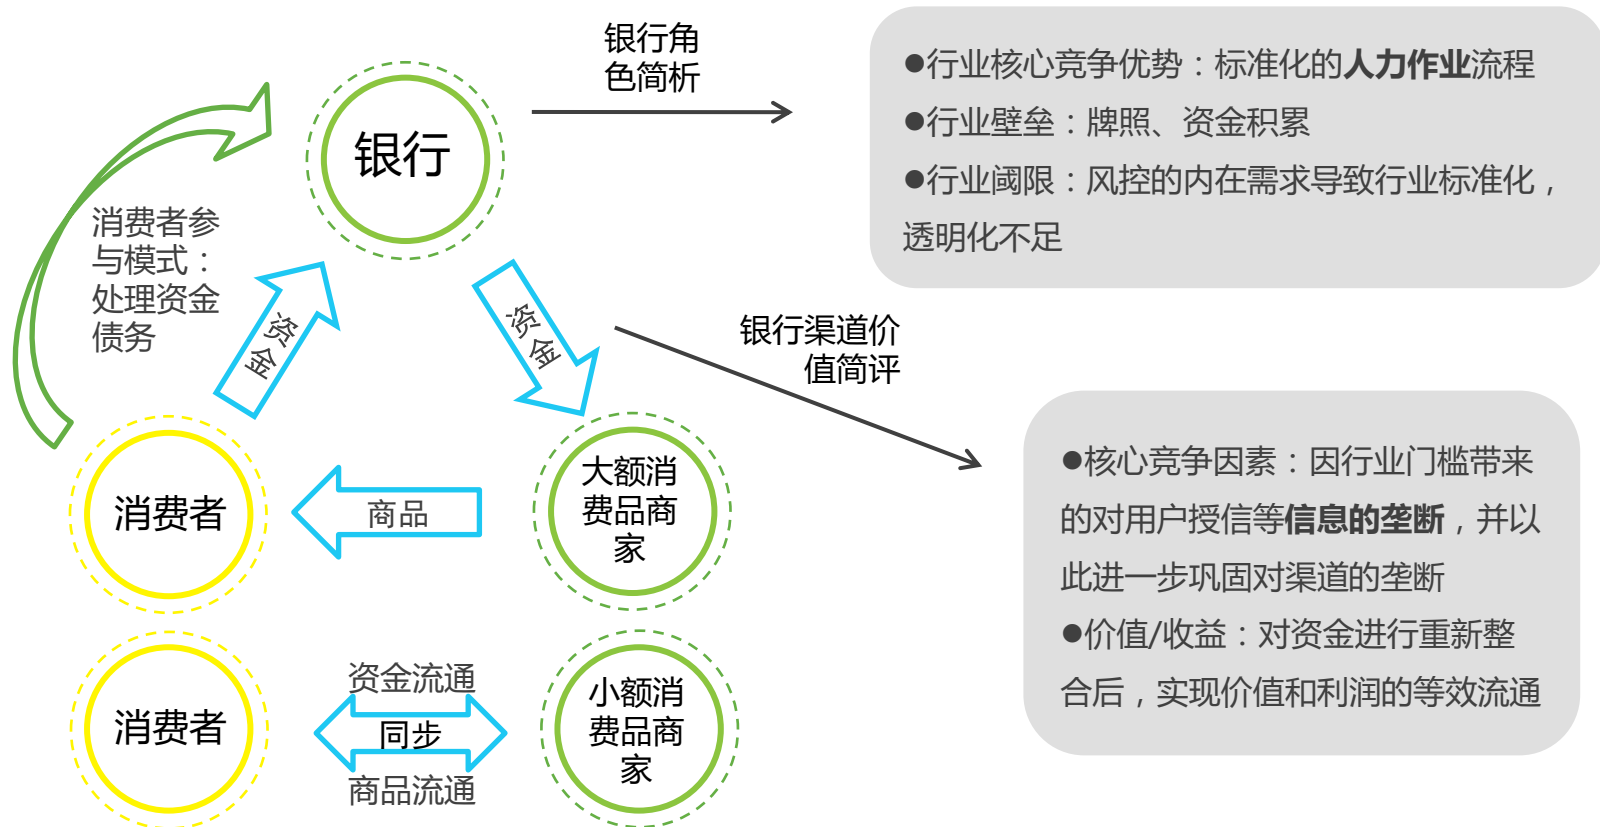 银行角
色简析
●行业核心竞争优势：标准化的人力作业流程
●行业壁垒：牌照、资金积累
●行业阈限：风控的内在需求导致行业标准化，
透明化不足
银行
消费者参
与模式：
处理资金
债务
资金
资金
银行渠道价
值简评
●核心竞争因素：因行业门槛带来
的对用户授信等信息的垄断，并以
此进一步巩固对渠道的垄断
●价值/收益：对资金进行重新整
合后，实现价值和利润的等效流通
消费者
商品
大额消
费品商
家
消费者
资金流通
同步
商品流通
小额消
费品商
家